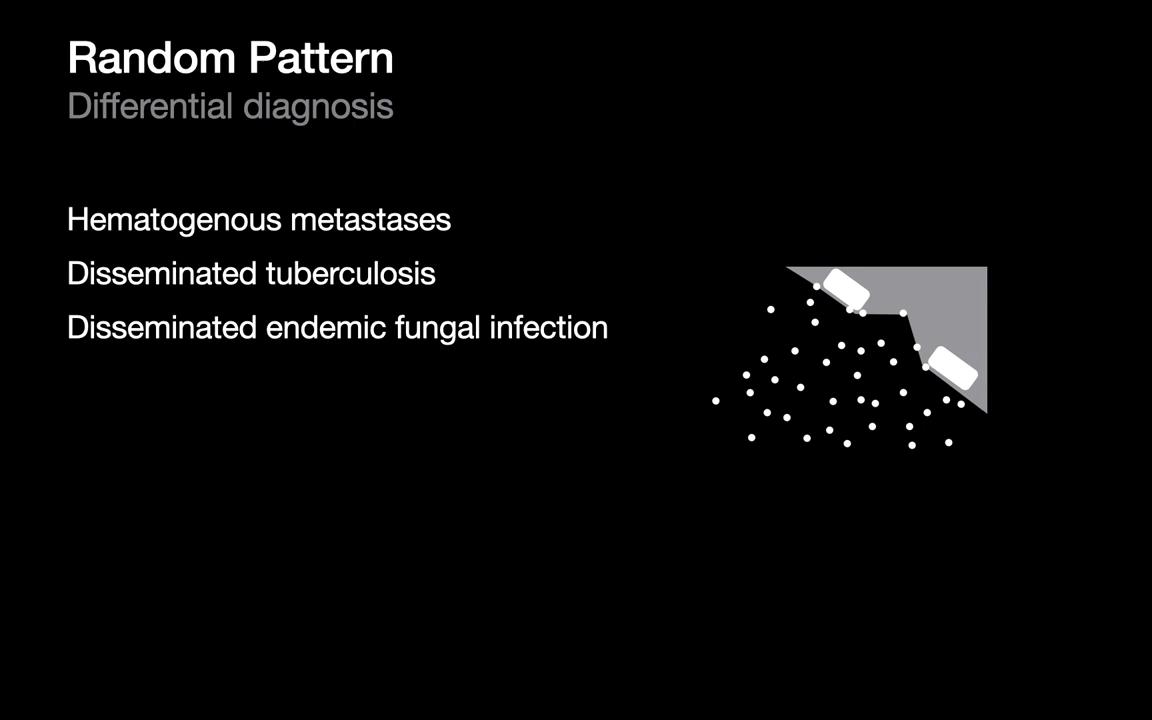 Random Pattern
Differential diagnosis
Hematogenous metastases
Disseminated tuberculosis
Disseminated endemic fungal infection